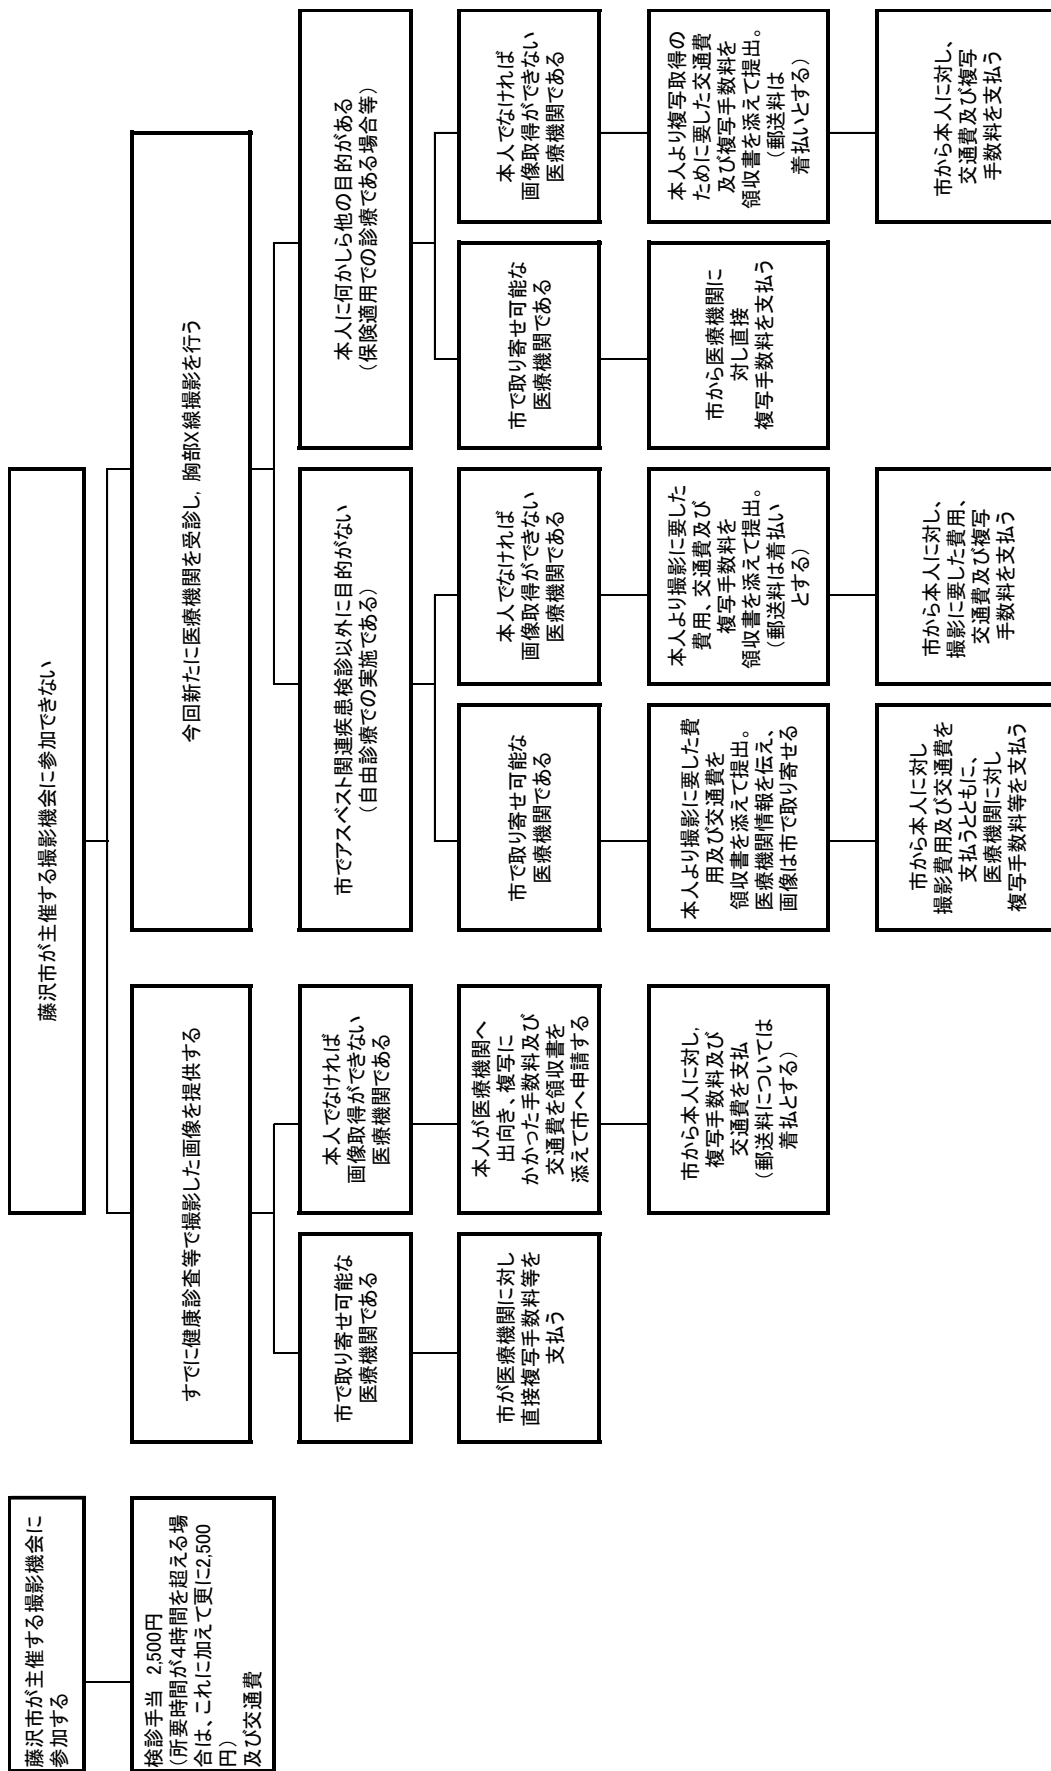 藤沢市が主催する撮影機会に
参加する
検診手当 2,500円
(所要時間が4時間を超える場
合は、これに加えて更に2,500
円)
及び交通費
藤沢市が主催する撮影機会に参加できない
すでに健康診査等で撮影した画像を提供する
市で取り寄せ可能な
医療機関である
市が医療機関に対し
直接複写手数料等を
支払う
本人でなければ
画像取得ができない
医療機関である
本人が医療機関へ
出向き、複写に
かかった手数料及び
交通費を領収書を
添えて市へ申請する
市から本人に対し,
複写手数料及び
交通費を支払
(郵送料については
着払とする)
今回新たに医療機関を受診し,胸部X線撮影を行う
市でアスベスト関連疾患検診以外に目的がない
(自由診療での実施である)
市で取り寄せ可能な
医療機関である
本人より撮影に要した費
用及び交通費を
領収書を添えて提出。
医療機関情報を伝え、
画像は市で取り寄せる
市から本人に対し
撮影費用及び交通費を
支払うとともに、
医療機関に対し
複写手数料等を支払う
本人でなければ
画像取得ができない
医療機関である
本人より撮影に要した
費用、交通費及び
複写手数料を
領収書を添えて提出。
(郵送料は着払い
とする)
市から本人に対し、
撮影に要した費用、
交通費及び複写
手数料を支払う
本人に何かしら他の目的がある
(保険適用での診療である場合等)
市で取り寄せ可能な
医療機関である
市から医療機関に
対し直接
複写手数料を支払う
本人でなければ
画像取得ができない
医療機関である
本人より複写取得の
ために要した交通費
及び複写手数料を
領収書を添えて提出。
(郵送料は
着払いとする)
市から本人に対し、
交通費及び複写
手数料を支払う